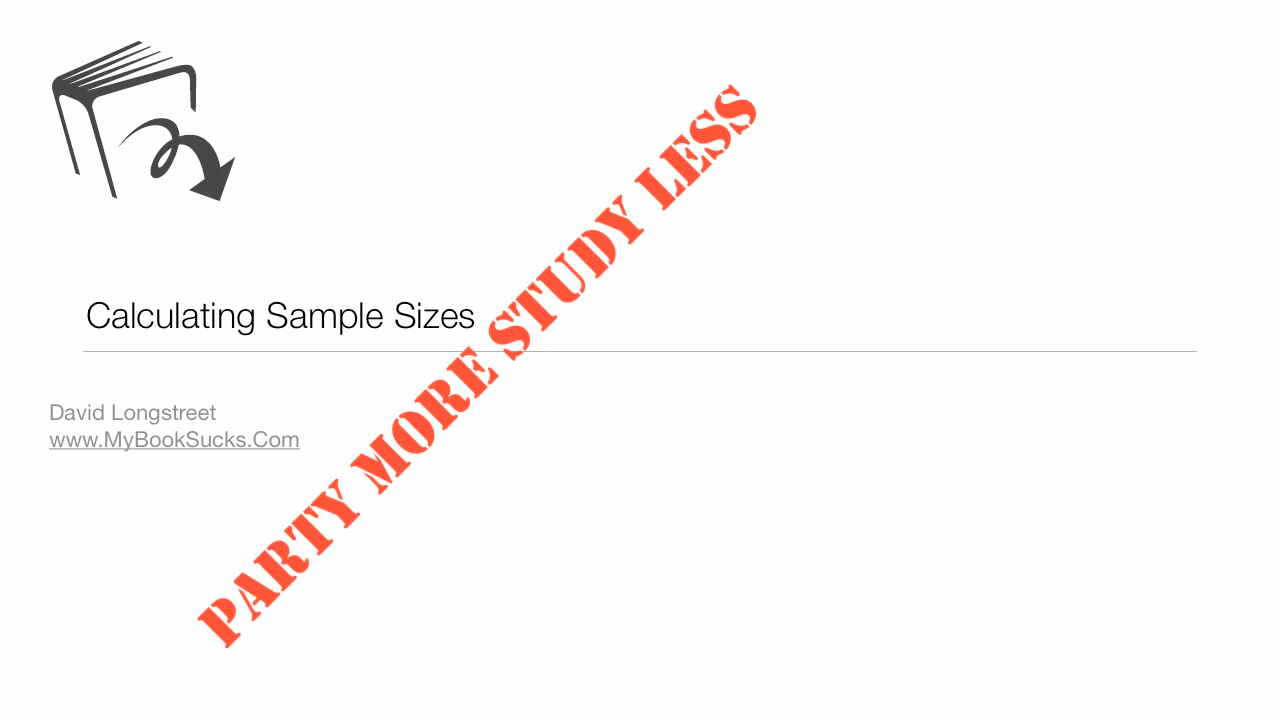 PARTY MORE STUDY LESS
Calculating Sample Sizes
David Longstreet
www.MyBookSucks.Com